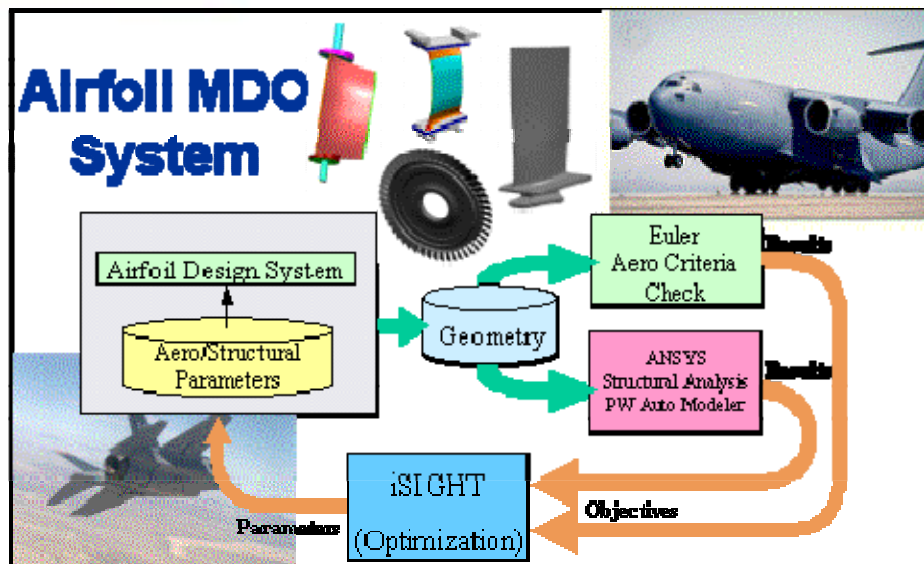 Airfoil MDO
System
Airfoil Design System
Aero/Structural
Parameters
Geometry
Euler
Aero Criteria
Check
Results
ANSYS
Structural Analysis
PW Auto Modeler
Results
iSIGHT
(Optimization)
Objectives
Parameters